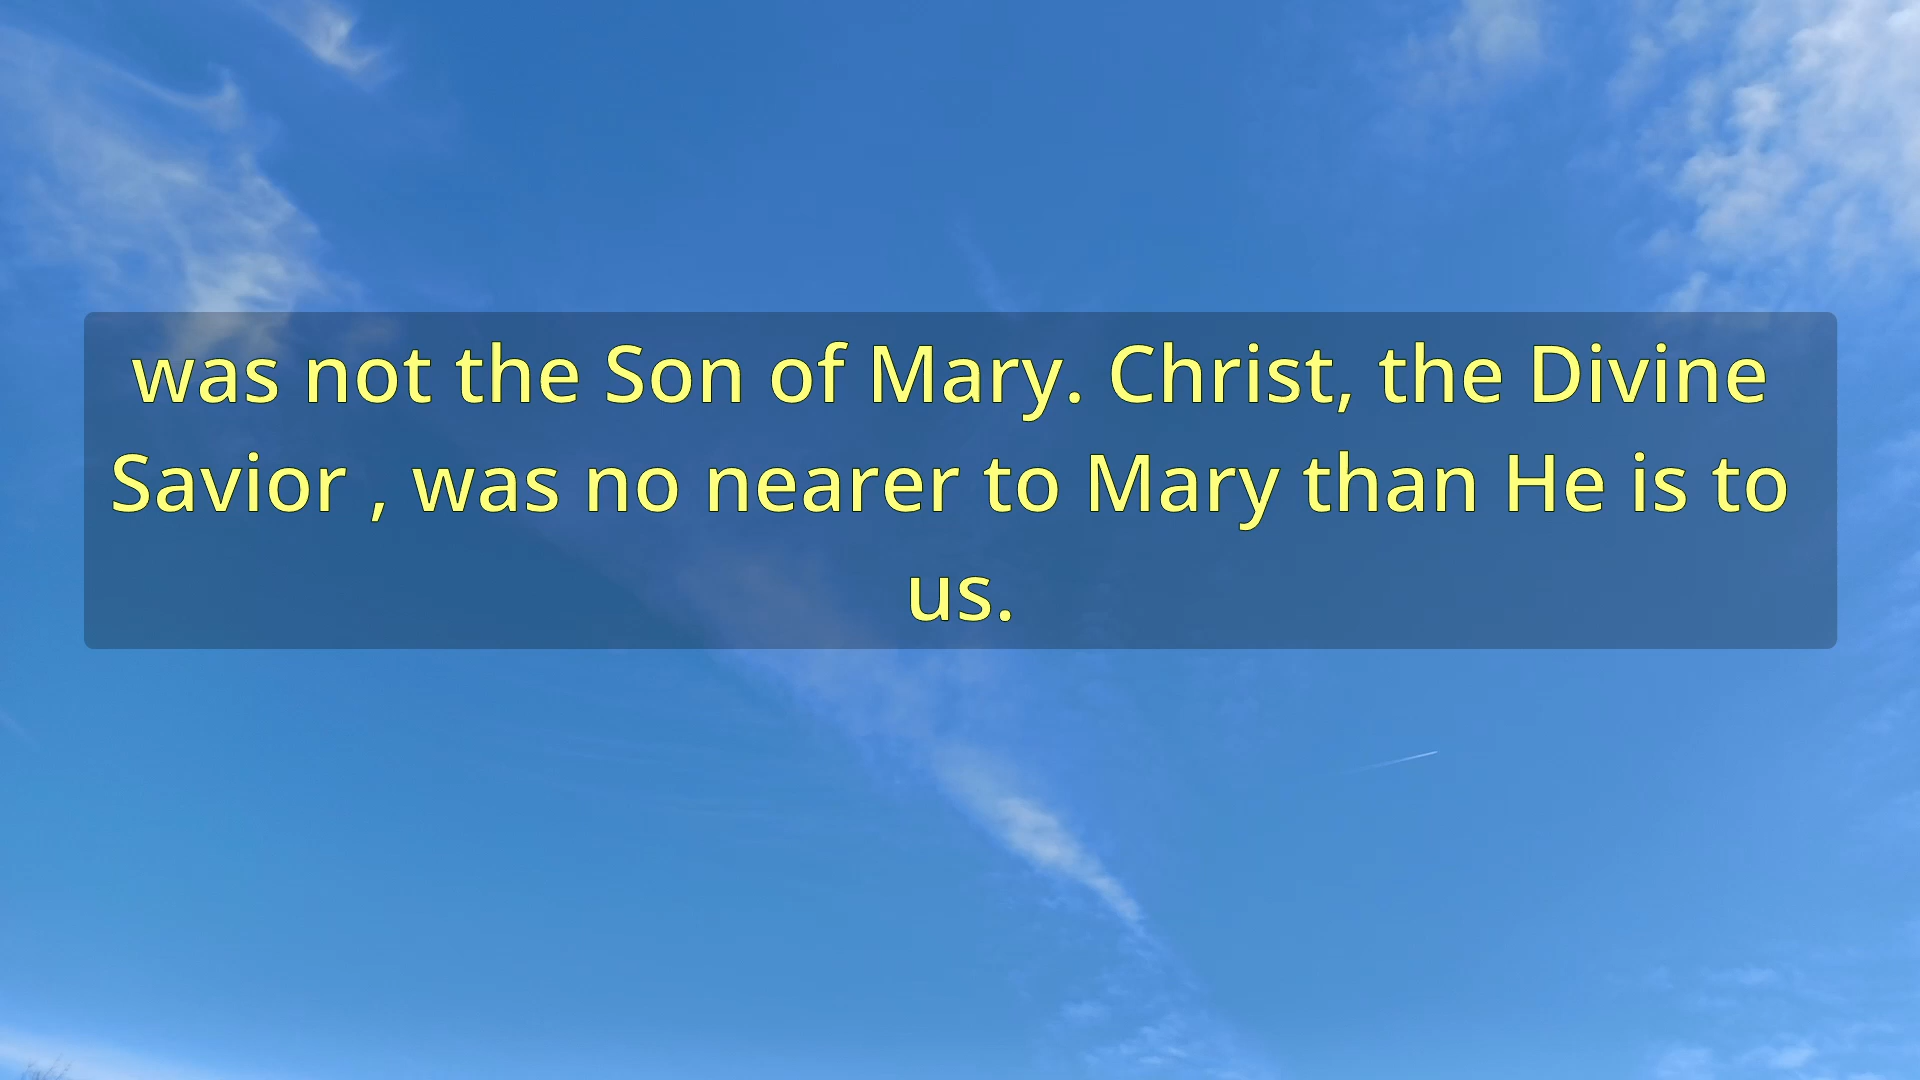 was not the Son of Mary. Christ, the Divine
Savior , was no nearer to Mary than He is to
us.